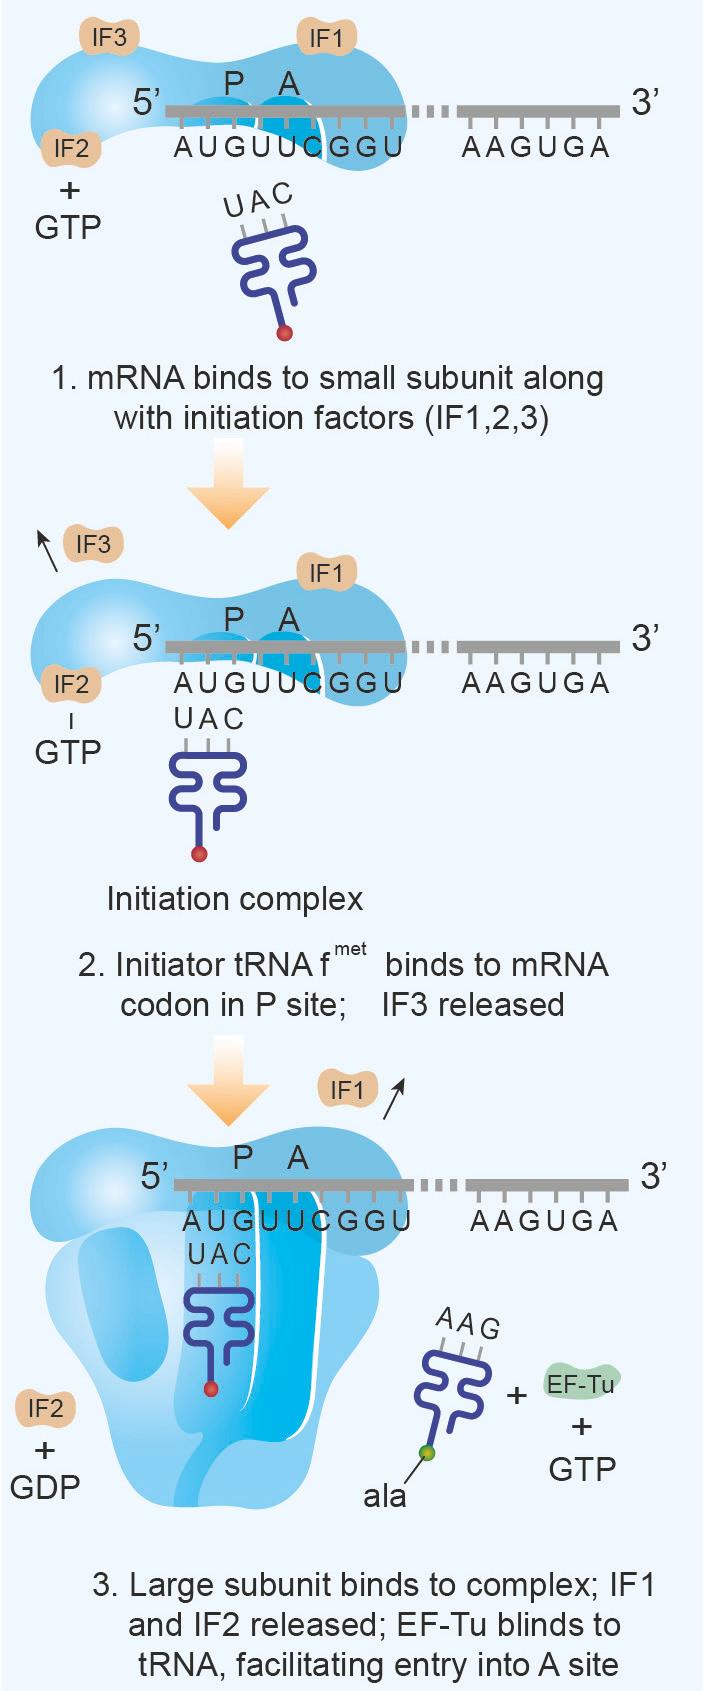 IF3
IF1
P A
5’ 3’
AUGUUCGGU AAGUGA
IF2
+
GTP
UAC
1. mRNA binds to small subunit along
with initiation factors (IF1,2,3)
IF3
IF1
P A
5’ 3’
AUGUUCGGU AAGUGA
IF2
UAC
GTP
Initiation complex
2. Initiator tRNA f met binds to mRNA
codon in P site; IF3 released
IF1
P A
5’ 3’
AUGUUCGGU AAGUGA
UAC
AAG
+ EF-Tu
IF2
+
GDP
+
GTP
ala
3. Large subunit binds to complex; IF1
and IF2 released; EF-Tu blinds to
tRNA, facilitating entry into A site